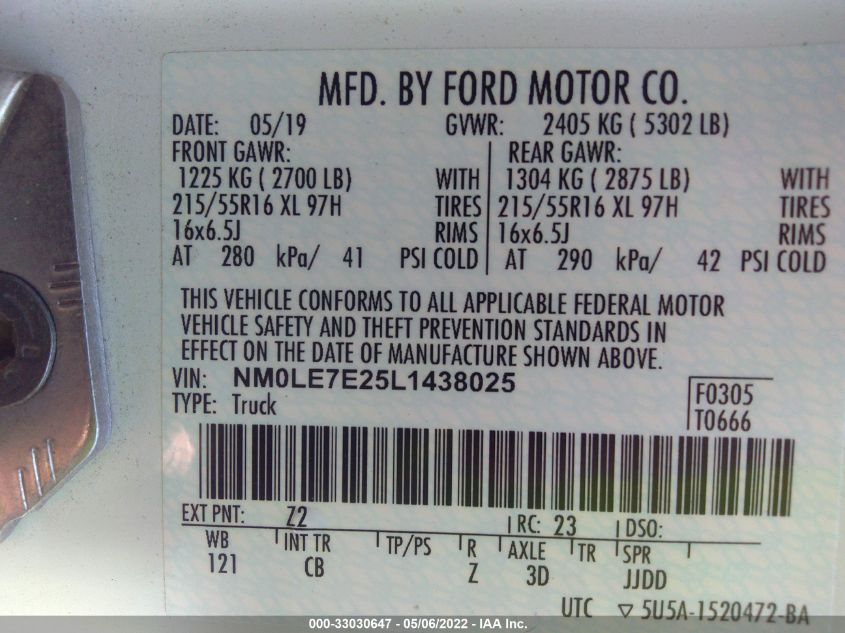 MFD. BY FORD MOTOR CO.
DATE: 05/19 GVWR: 2405 KG ( 5302 LB)
FRONT GAWR: REAR GAWR:
1225 KG ( 2700 LB) WITH 1304 KG ( 2875 LB) WITH
215/55R16 XL 97H TIRES 215/55R16 XL 97H TIRES
16x6.5J RIMS 16x6.5J RIMS
AT 280 kPa/ 41 PSI COLD AT 290 kPa/ 42 PSI COLD
THIS VEHICLE CONFORMS TO ALL APPLICABLE FEDERAL MOTOR
VEHICLE SAFETY AND THEFT PREVENTION STANDARDS IN
EFFECT ON THE DATE OF MANUFACTURE SHOWN ABOVE.
VIN: NM0LE7E25L1438025
F0305
TYPE: Truck
T0666
EXT PNT: Z2 RC: 23 DSO:
WB INT TR TP/PS R AXLE TR SPR
121 CB Z 3D JJDD
UTC ▽ 5U5A-1520472-BA
000-33030647 - 05/06/2022 - IAA Inc.